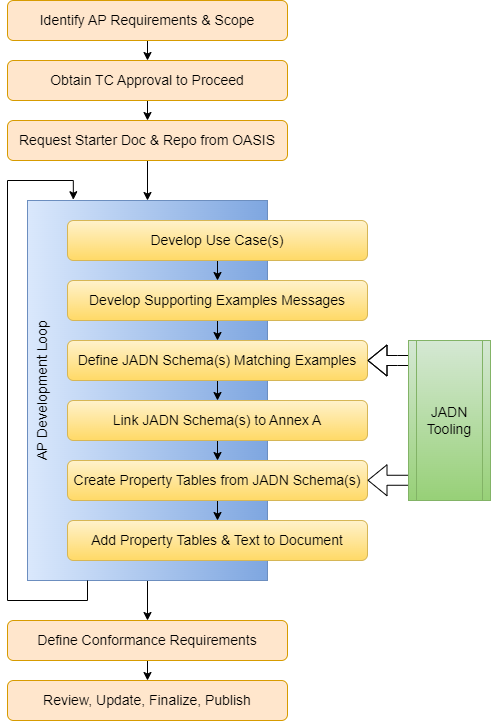 Identify AP Requirements & Scope
Obtain TC Approval to Proceed
Request Starter Doc & Repo from OASIS
AP Development Loop
Develop Use Case(s)
Develop Supporting Examples Messages
Define JADN Schema(s) Matching Examples
JADN
Tooling
Link JADN Schema(s) to Annex A
Create Property Tables from JADN Schema(s)
Add Property Tables & Text to Document
Define Conformance Requirements
Review, Update, Finalize, Publish